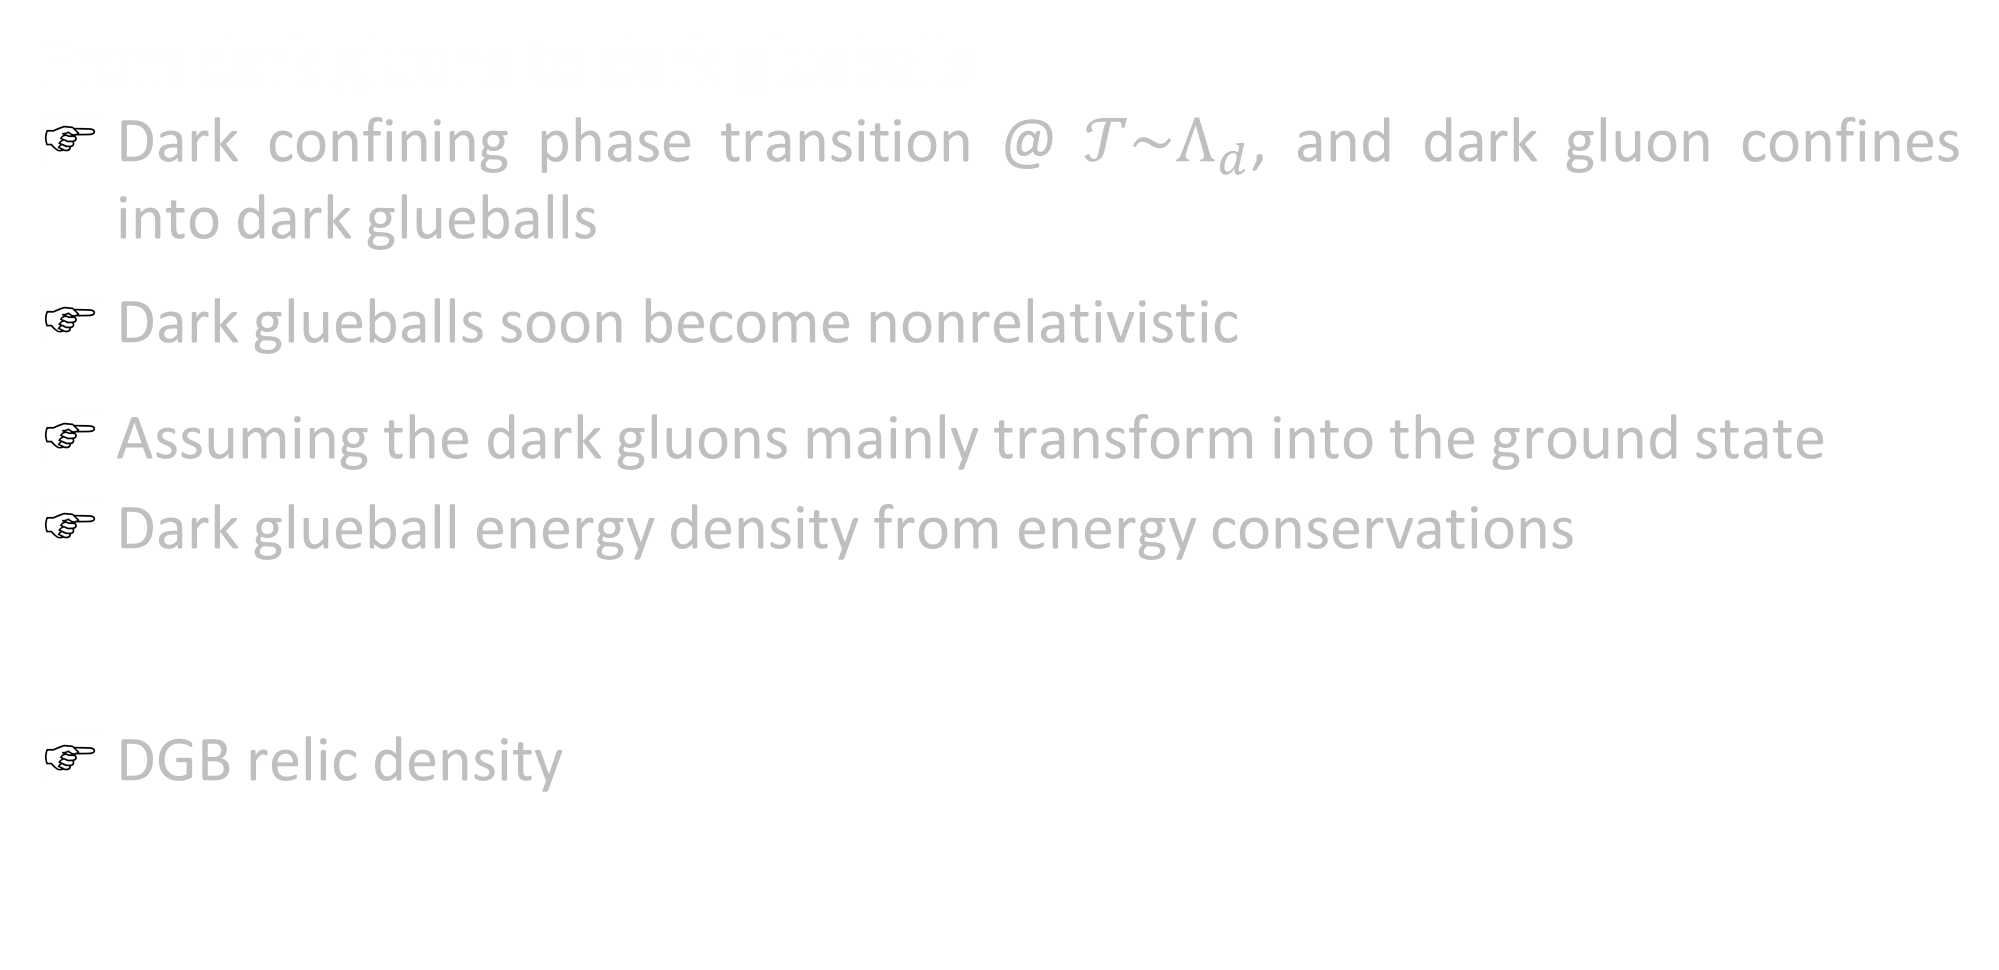 ☞ Dark confining phase transition @ 𝒯~Λ_d, and dark gluon confines
into dark glueballs
☞ Dark glueballs soon become nonrelativistic
☞ Assuming the dark gluons mainly transform into the ground state
☞ Dark glueball energy density from energy conservations
☞ DGB relic density